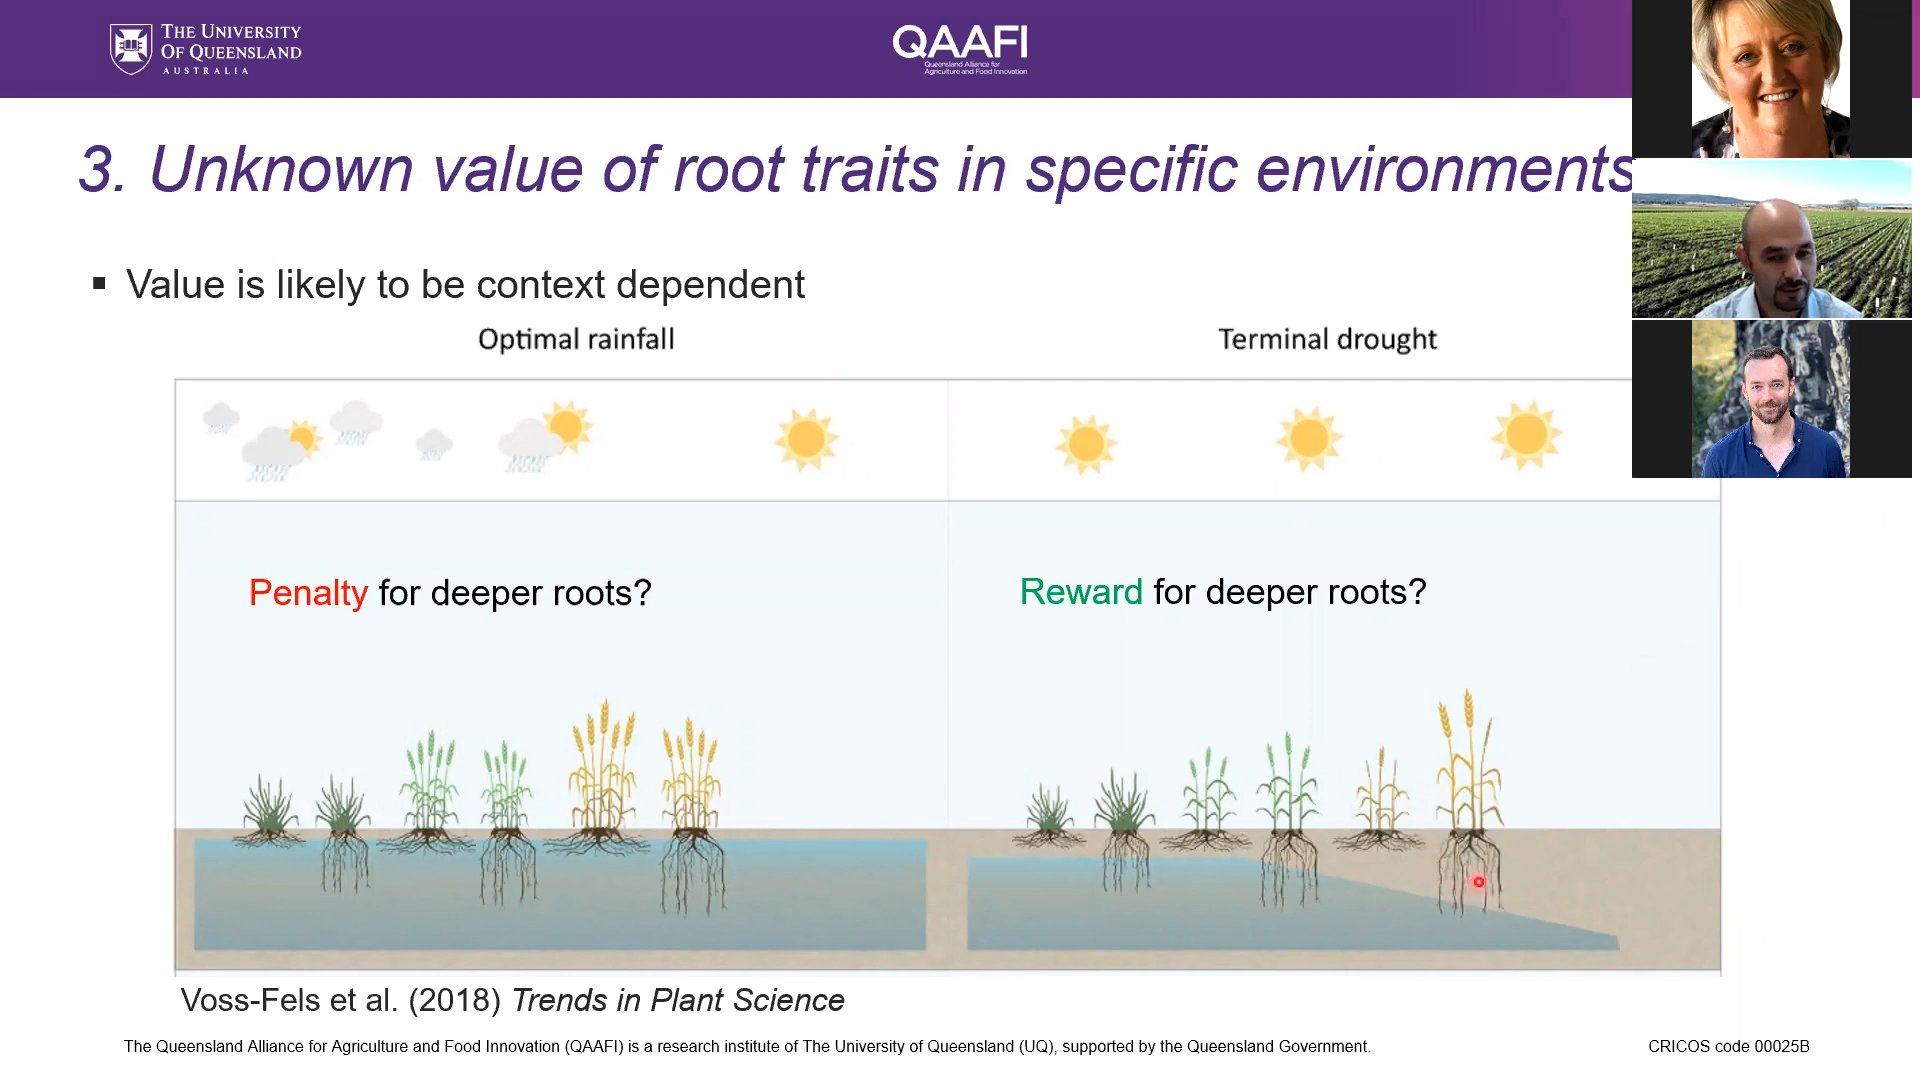 THE UNIVERSITY
OF QUEENSLAND
AUSTRALIA
QAAFI
Queensland Alliance for
Agriculture and Food Innovation
3. Unknown value of root traits in specific environments
▪ Value is likely to be context dependent
Optimal rainfall
Terminal drought
Penalty for deeper roots?
Reward for deeper roots?
Voss-Fels et al. (2018) Trends in Plant Science
The Queensland Alliance for Agriculture and Food Innovation (QAAFI) is a research institute of The University of Queensland (UQ), supported by the Queensland Government.
CRICOS code 00025B